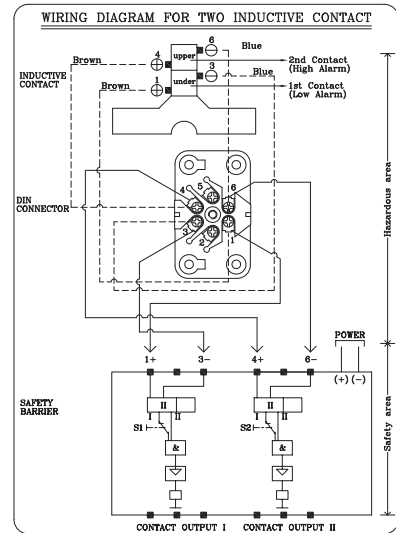 WIRING DIAGRAM FOR TWO INDUCTIVE CONTACT
6
Blue
4
upper
2nd Contact
(High Alarm)
Brown
3
Blue
INDUCTIVE
CONTACT
1
under
1st Contact
(Low Alarm)
Brown
Hazardous area
5
4
6
DIN
CONNECTOR
3
2
1
POWER
1+
3-
4+
6-
(+) (-)
SAFETY
BARRIER
II
II
I
II
I
II
S1
S2
&
&
Safety area
CONTACT OUTPUT I
CONTACT OUTPUT II